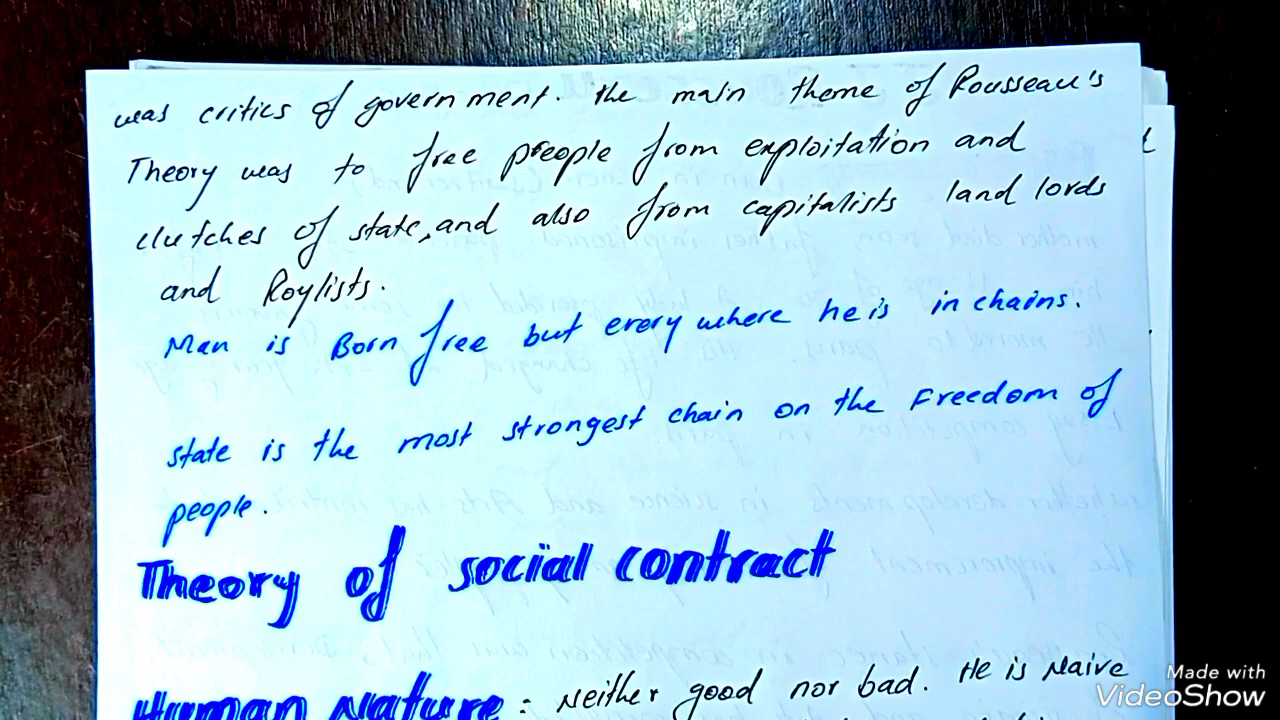 was critics of government. the main theme of Rousseau's
Theory was to free preople from exploitation and
clutches of state, and also from capitalists land lords
and Roylists.
Man is Born free but every where he is in chains.
state is the most strongest chain on the Freedom of
people.
Theory of social contract
Human Nature: Neither good nor bad. He is Naive
Made with
VideoShow